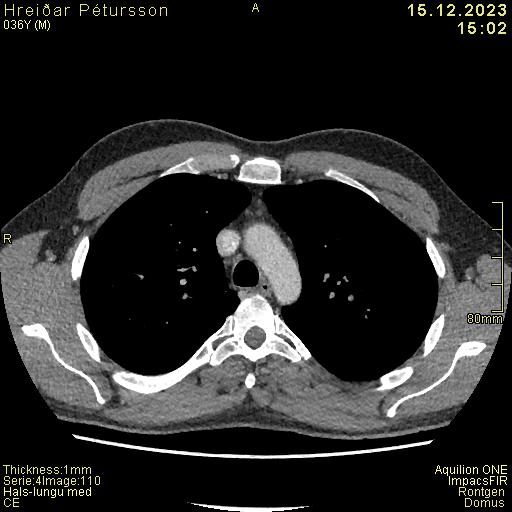 Hreiðar Pétursson
036Y (M)
A
15.12.2023
15:02
R
80mm
Thickness:1mm
Serie:4Image:110
Hals-lungu med
CE
Aquilion ONE
ImpacsFIR
Rontgen
Domus